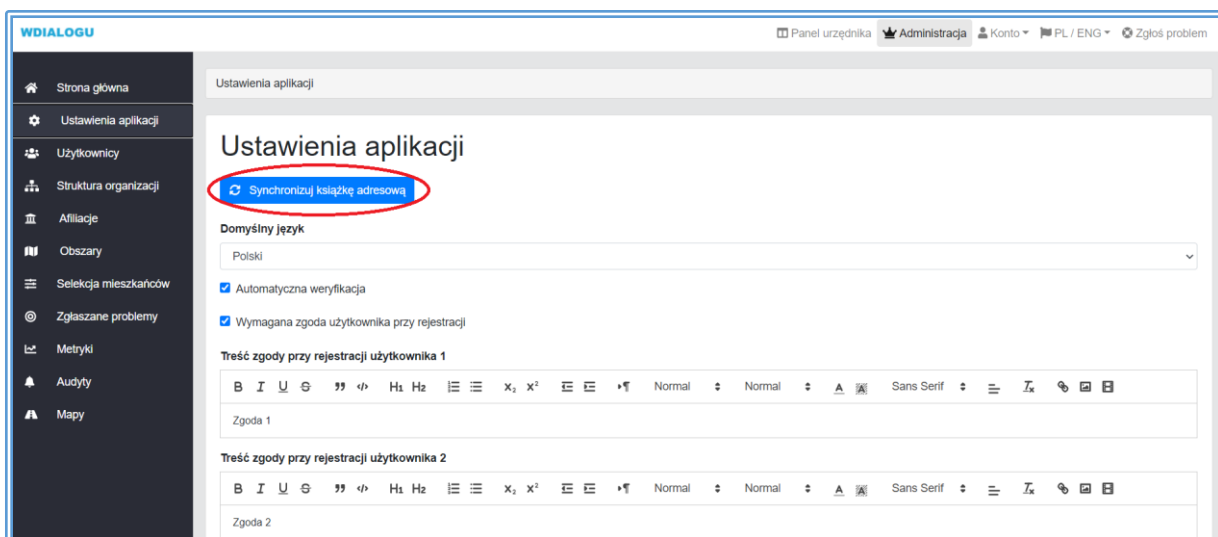 WDIALOGU
Panel urzędnika Administracja Konto PL / ENG Zgłoś problem
Strona główna
Ustawienia aplikacji
Użytkownicy
Struktura organizacji
Afiliacje
Obszary
Selekcja mieszkańców
Zgłaszane problemy
Metryki
Audyty
Mapy
Ustawienia aplikacji
Ustawienia aplikacji
Synchronizuj książkę adresową
Domyślny język
Polski
Automatyczna weryfikacja
Wymagana zgoda użytkownika przy rejestracji
Treść zgody przy rejestracji użytkownika 1
B I U S H1 H2 X2 X2 Normal Normal A A Sans Serif Tx
Zgoda 1
Treść zgody przy rejestracji użytkownika 2
B I U S H1 H2 X2 X2 Normal Normal A A Sans Serif Tx
Zgoda 2